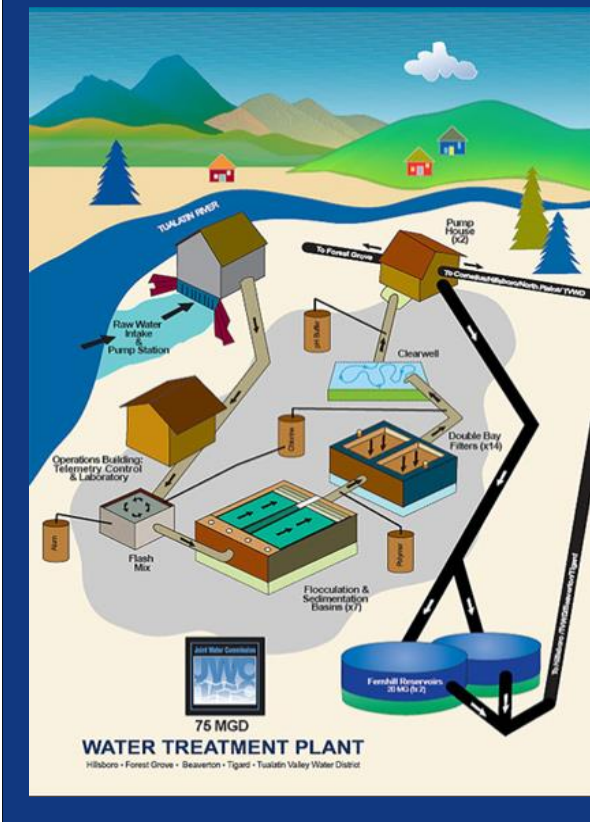 TUALATIN RIVER
Pump
House
(x2)
To Forest Grove
To Cornelius/Hillsboro/North Plains/ TVWD
Raw Water
Intake
&
Pump Station
pH Buffer
Clearwell
Chlorine
Double Bay
Filters (x14)
Operations Building:
Telemetry Control
& Laboratory
Alum
Flash
Mix
Polymer
Flocculation &
Sedimentation
Basins (x7)
To Hillsboro/TVWD/Beaverton/Tigard
Fernhill Reservoirs
20 MG (x 2)
Joint Water Commission
JWC
75 MGD
WATER TREATMENT PLANT
Hillsboro • Forest Grove • Beaverton • Tigard • Tualatin Valley Water District